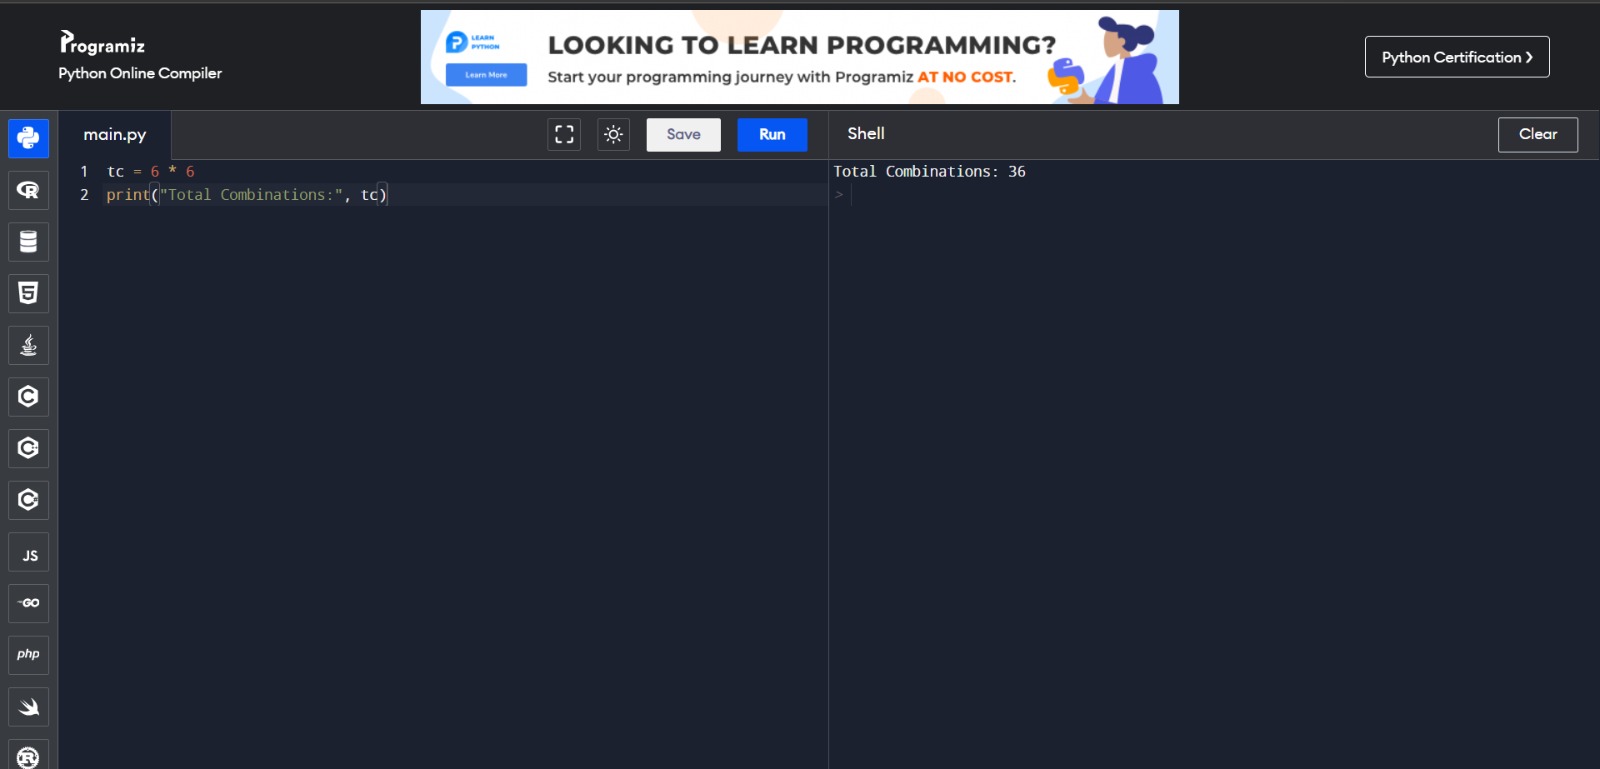 Programiz
Python Online Compiler
LEARN
PYTHON
Learn More
LOOKING TO LEARN PROGRAMMING?
Start your programming journey with Programiz AT NO COST.
Python Certification
main.py
Save
Run
Shell
Clear
1 tc = 6 * 6
2 print("Total Combinations:", tc)
Total Combinations: 36
>
R
5
C
C
C
JS
GO
php
R